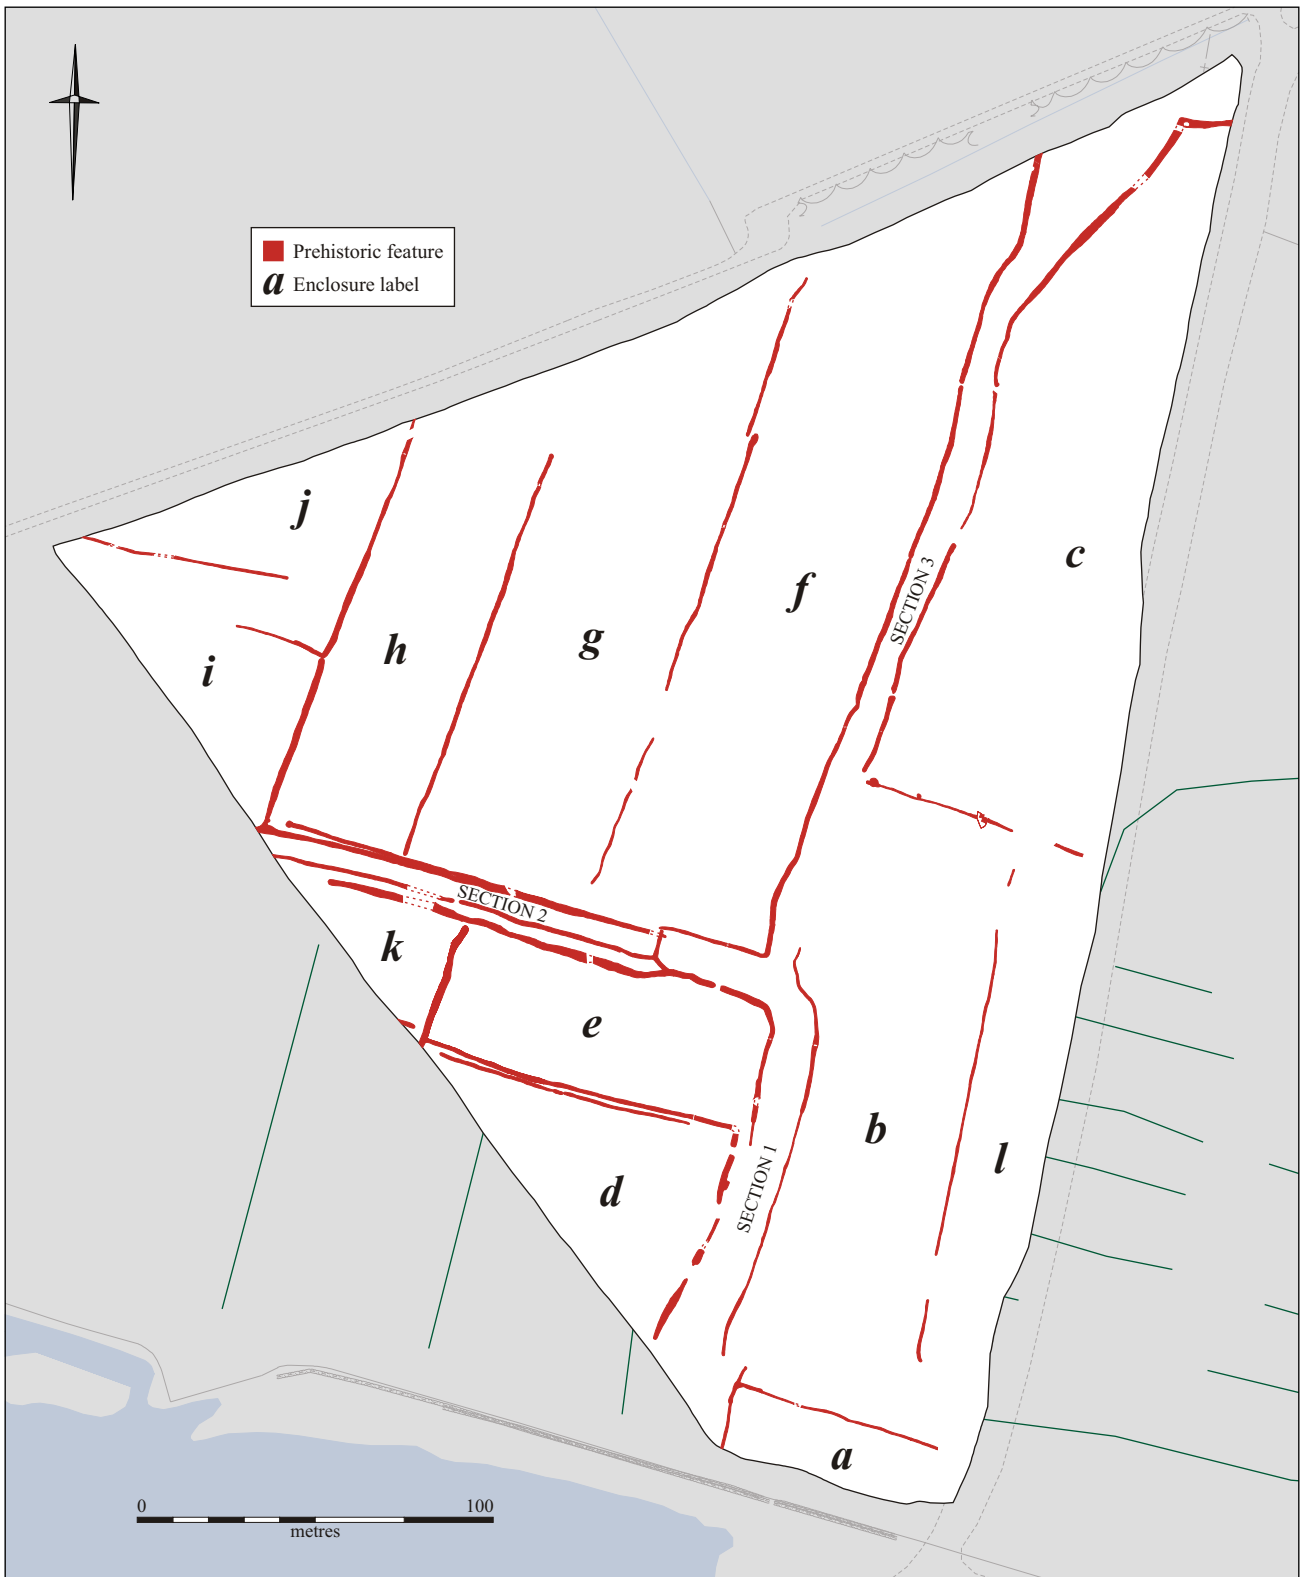 Prehistoric feature
a Enclosure label
j
f
c
SECTION 3
g
h
i
SECTION 2
k
e
b
l
SECTION 1
d
a
0 100
metres